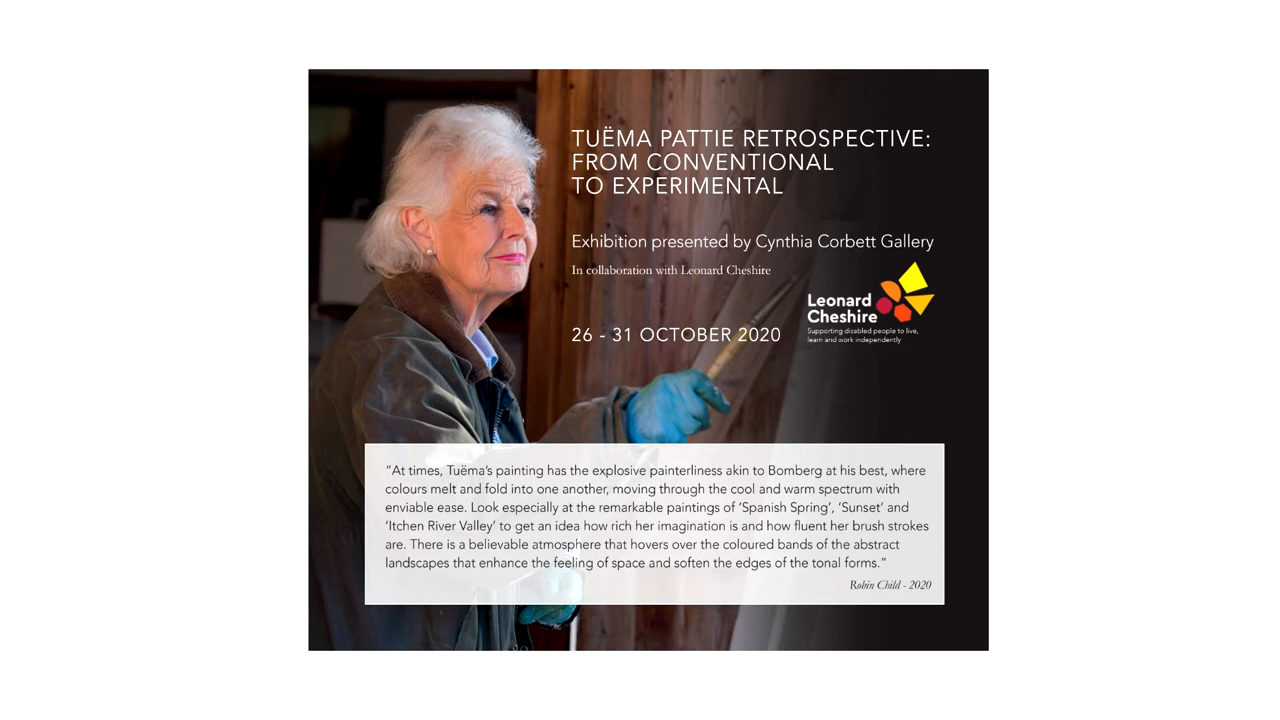 TUËMA PATTIE RETROSPECTIVE:
FROM CONVENTIONAL
TO EXPERIMENTAL
Exhibition presented by Cynthia Corbett Gallery
In collaboration with Leonard Cheshire
Leonard
Cheshire
Supporting disabled people to live,
learn and work independently
26 - 31 OCTOBER 2020
“At times, Tuëma’s painting has the explosive painterliness akin to Bomberg at his best, where
colours melt and fold into one another, moving through the cool and warm spectrum with
enviable ease. Look especially at the remarkable paintings of ‘Spanish Spring’, ‘Sunset’ and
‘Itchen River Valley’ to get an idea how rich her imagination is and how fluent her brush strokes
are. There is a believable atmosphere that hovers over the coloured bands of the abstract
landscapes that enhance the feeling of space and soften the edges of the tonal forms.”
Robin Child - 2020